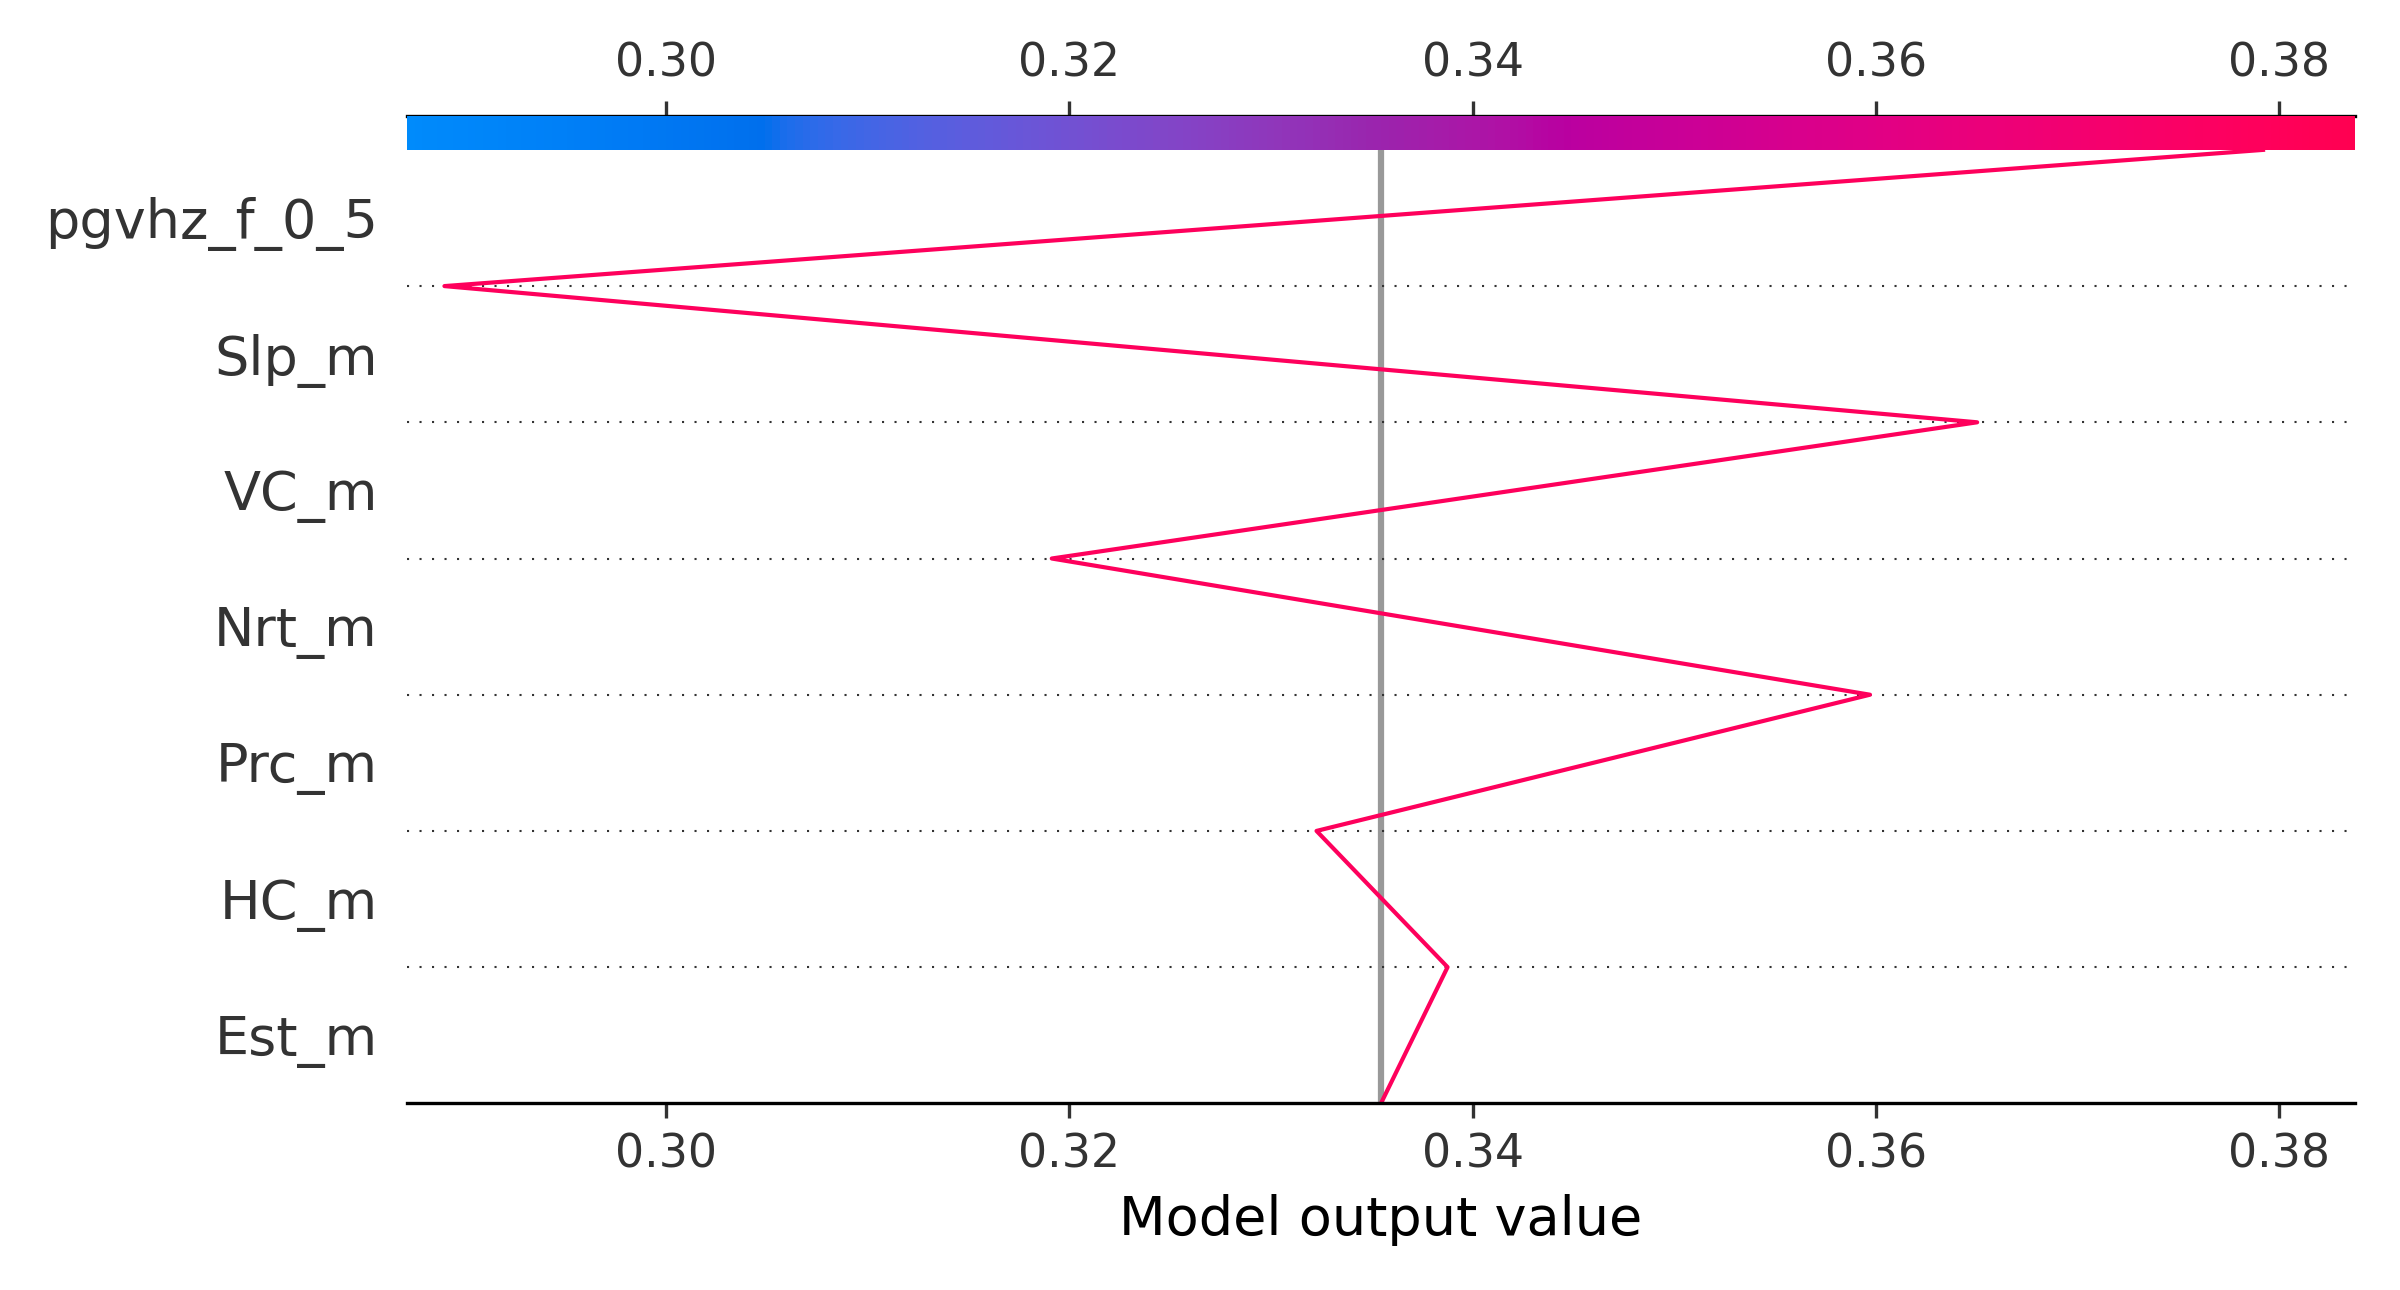 0.30 0.32 0.34 0.36 0.38
pgvhz_f_0_5
Slp_m
VC_m
Nrt_m
Prc_m
HC_m
Est_m
0.30 0.32 0.34 0.36 0.38
Model output value